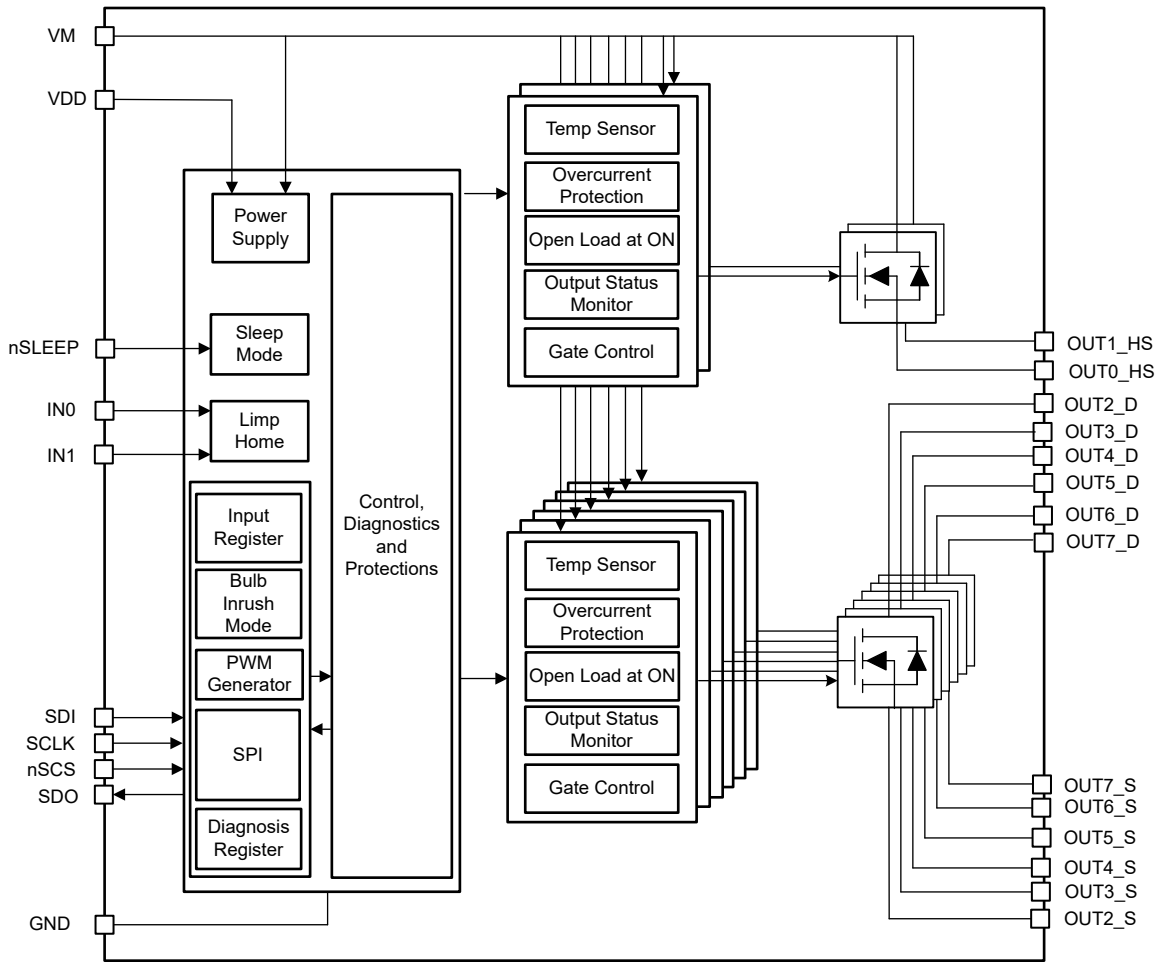 VM
VDD
nSLEEP
IN0
IN1
SDI
SCLK
nSCS
SDO
GND
Power
Supply
Sleep
Mode
Limp
Home
Input
Register
Bulb
Inrush
Mode
PWM
Generator
SPI
Diagnosis
Register
Control,
Diagnostics
and
Protections
Temp Sensor
Overcurrent
Protection
Open Load at ON
Output Status
Monitor
Gate Control
Temp Sensor
Overcurrent
Protection
Open Load at ON
Output Status
Monitor
Gate Control
OUT1_HS
OUT0_HS
OUT2_D
OUT3_D
OUT4_D
OUT5_D
OUT6_D
OUT7_D
OUT7_S
OUT6_S
OUT5_S
OUT4_S
OUT3_S
OUT2_S